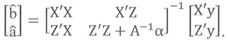 [b̂ â] = [X′X X′Z Z′X Z′Z + A⁻¹α]⁻¹ [X′y Z′y].